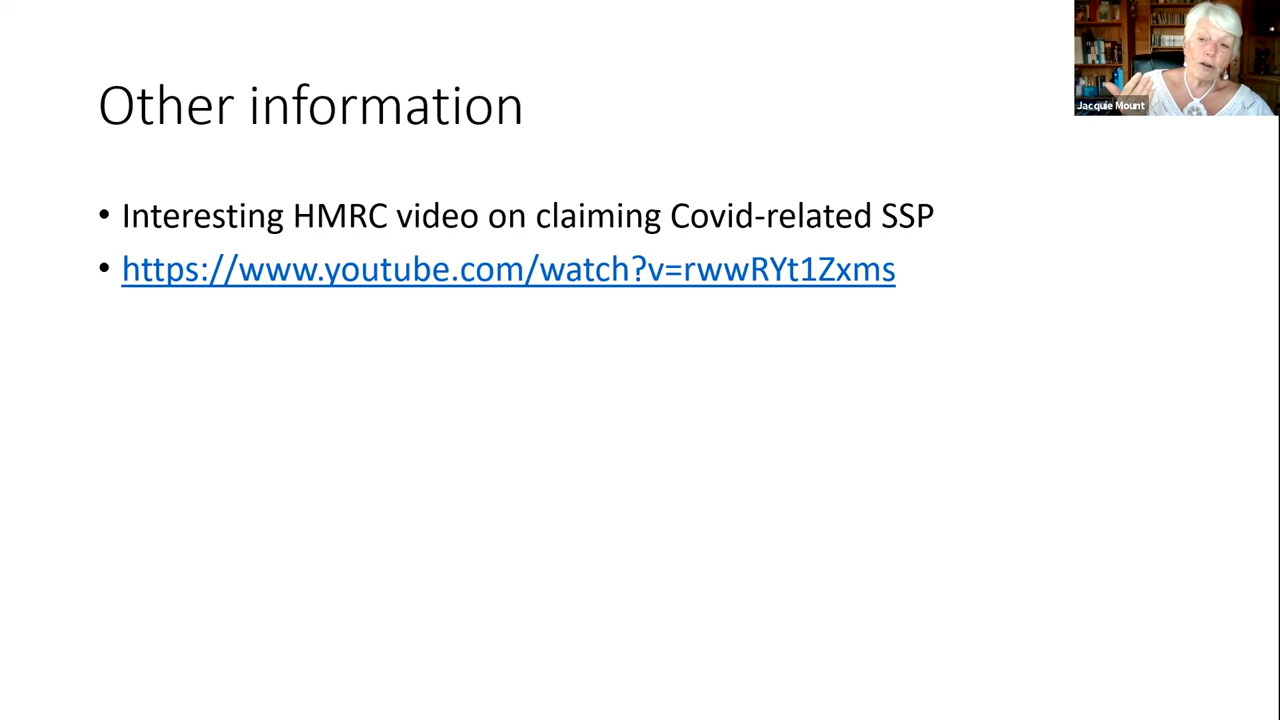 Other information
Jacquie Mount
• Interesting HMRC video on claiming Covid-related SSP
• https://www.youtube.com/watch?v=rwwRYt1Zxms